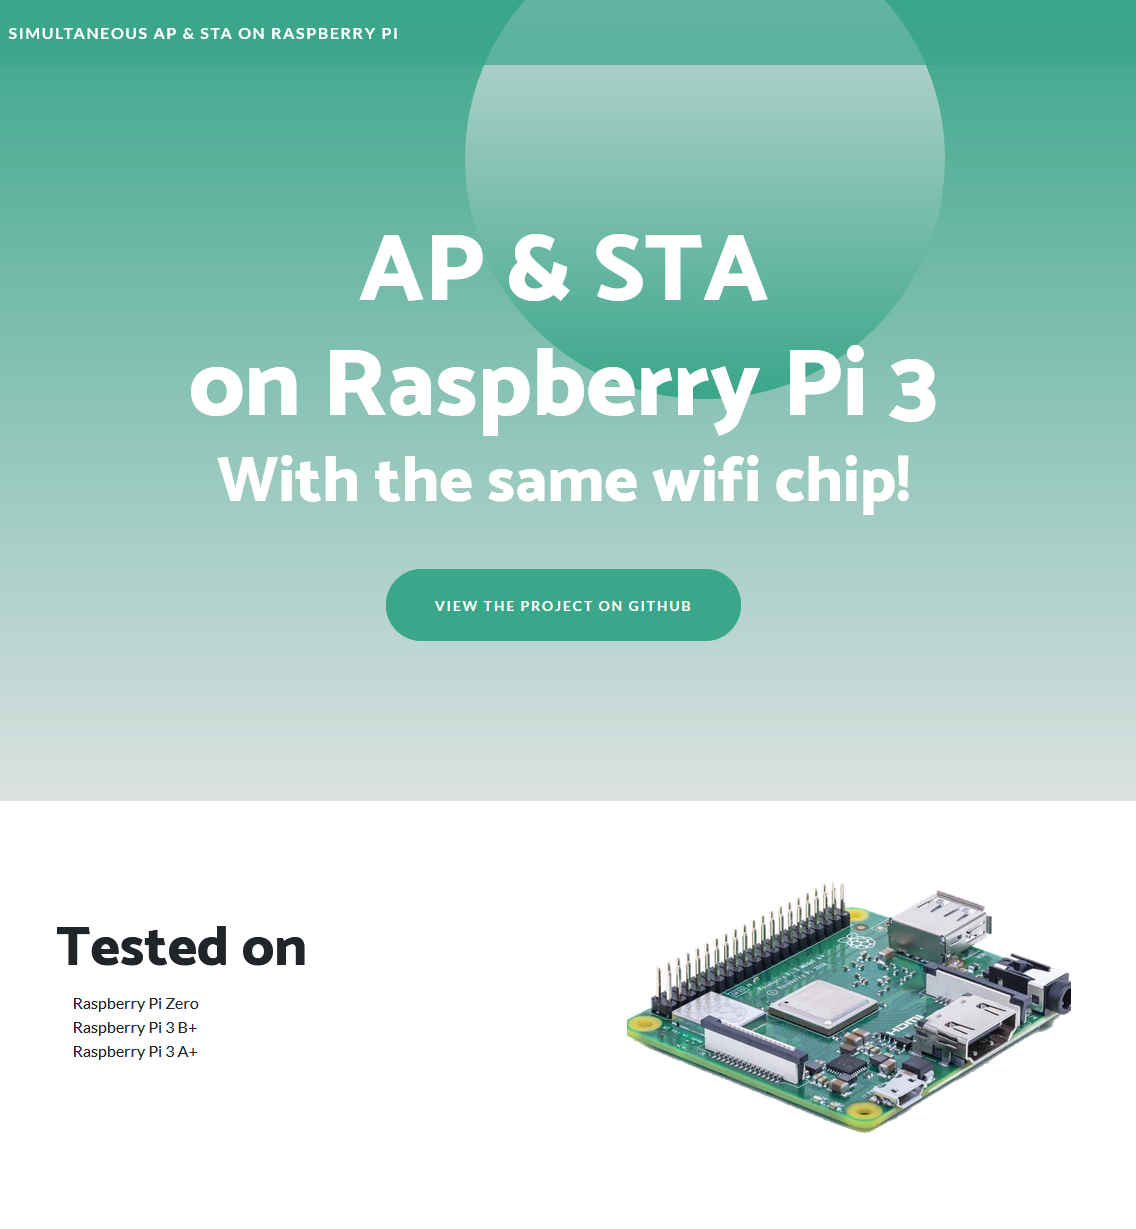 SIMULTANEOUS AP & STA ON RASPBERRY PI
AP & STA
on Raspberry Pi 3
With the same wifi chip!
VIEW THE PROJECT ON GITHUB
Tested on
Raspberry Pi Zero
Raspberry Pi 3 B+
Raspberry Pi 3 A+
HDMI